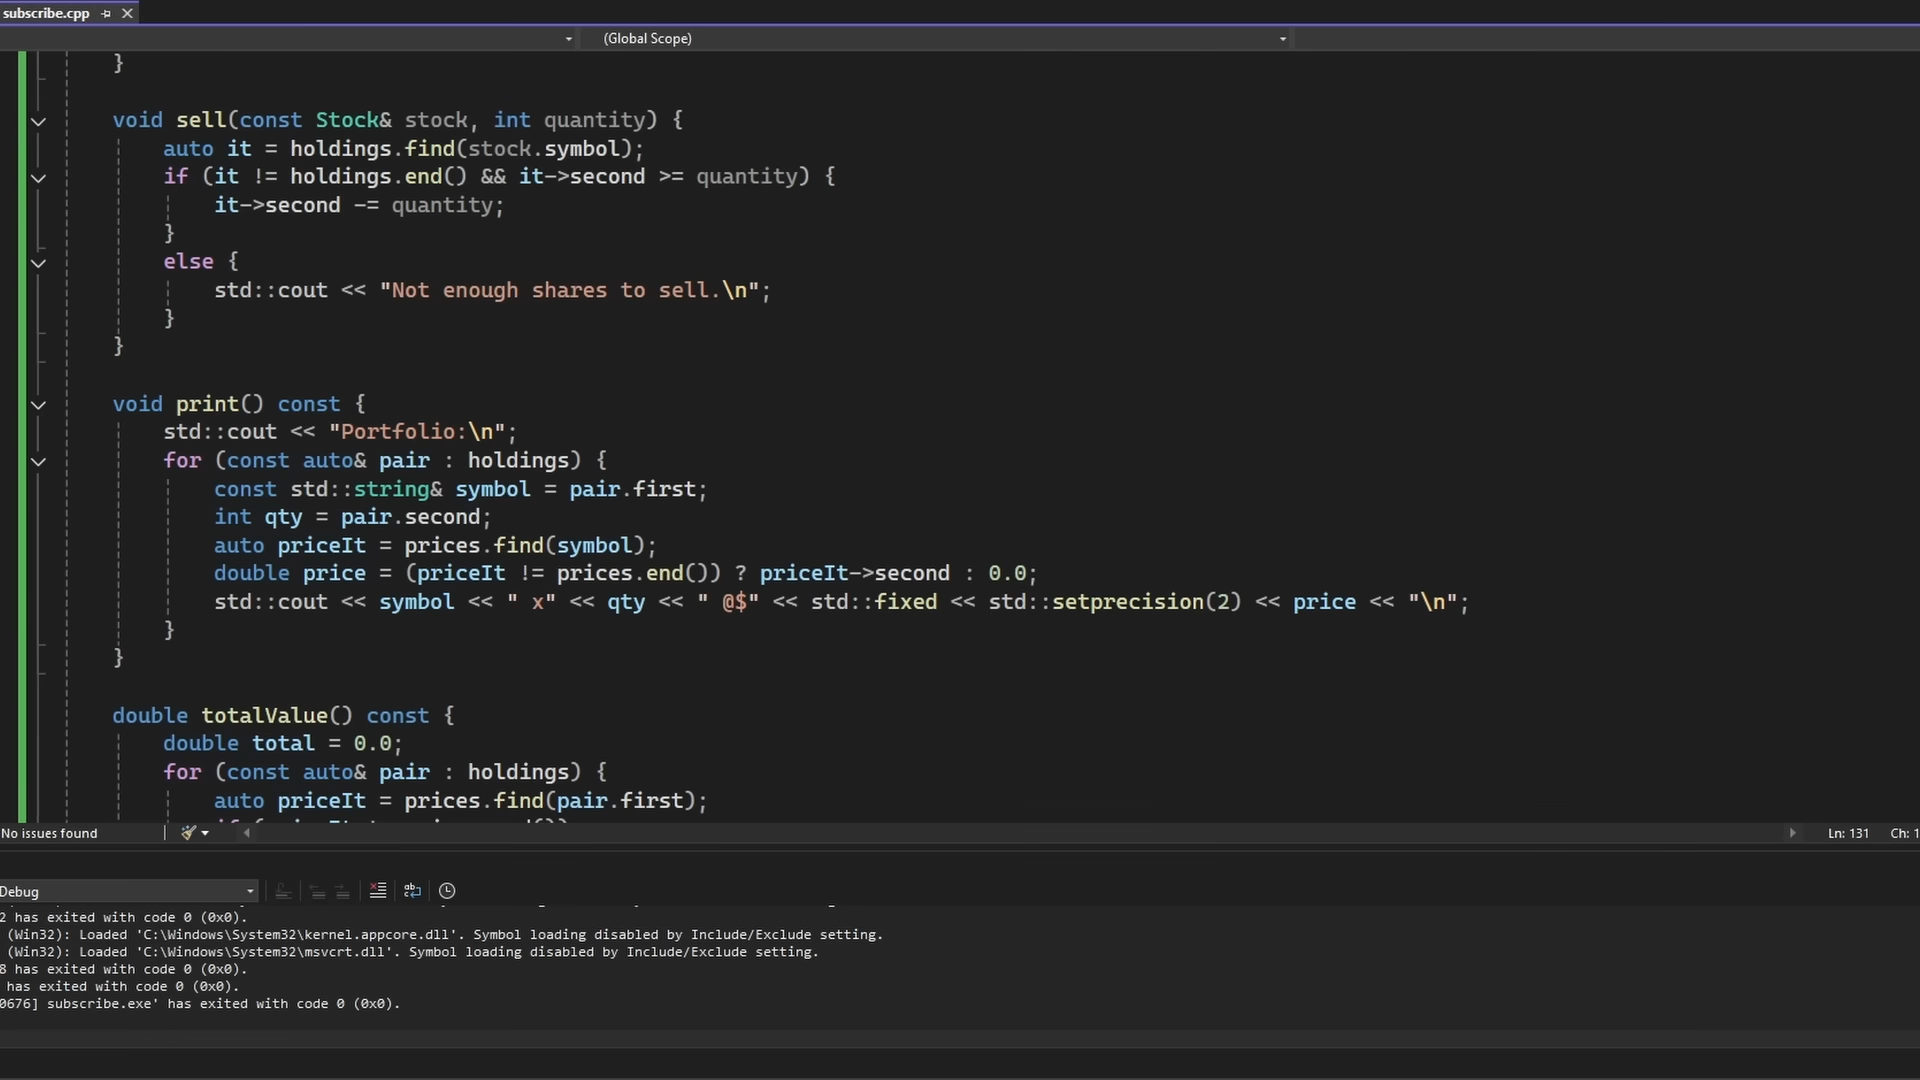 subscribe.cpp
(Global Scope)
}
void sell(const Stock& stock, int quantity) {
auto it = holdings.find(stock.symbol);
if (it != holdings.end() && it->second >= quantity) {
it->second -= quantity;
}
else {
std::cout << "Not enough shares to sell.\n";
}
}
void print() const {
std::cout << "Portfolio:\n";
for (const auto& pair : holdings) {
const std::string& symbol = pair.first;
int qty = pair.second;
auto priceIt = prices.find(symbol);
double price = (priceIt != prices.end()) ? priceIt->second : 0.0;
std::cout << symbol << " x" << qty << " @$" << std::fixed << std::setprecision(2) << price << "\n";
}
}
double totalValue() const {
double total = 0.0;
for (const auto& pair : holdings) {
auto priceIt = prices.find(pair.first);
No issues found
Ln: 131 Ch: 1
Debug
2 has exited with code 0 (0x0).
(Win32): Loaded 'C:\Windows\System32\kernel.appcore.dll'. Symbol loading disabled by Include/Exclude setting.
(Win32): Loaded 'C:\Windows\System32\msvcrt.dll'. Symbol loading disabled by Include/Exclude setting.
8 has exited with code 0 (0x0).
has exited with code 0 (0x0).
0676] subscribe.exe' has exited with code 0 (0x0).